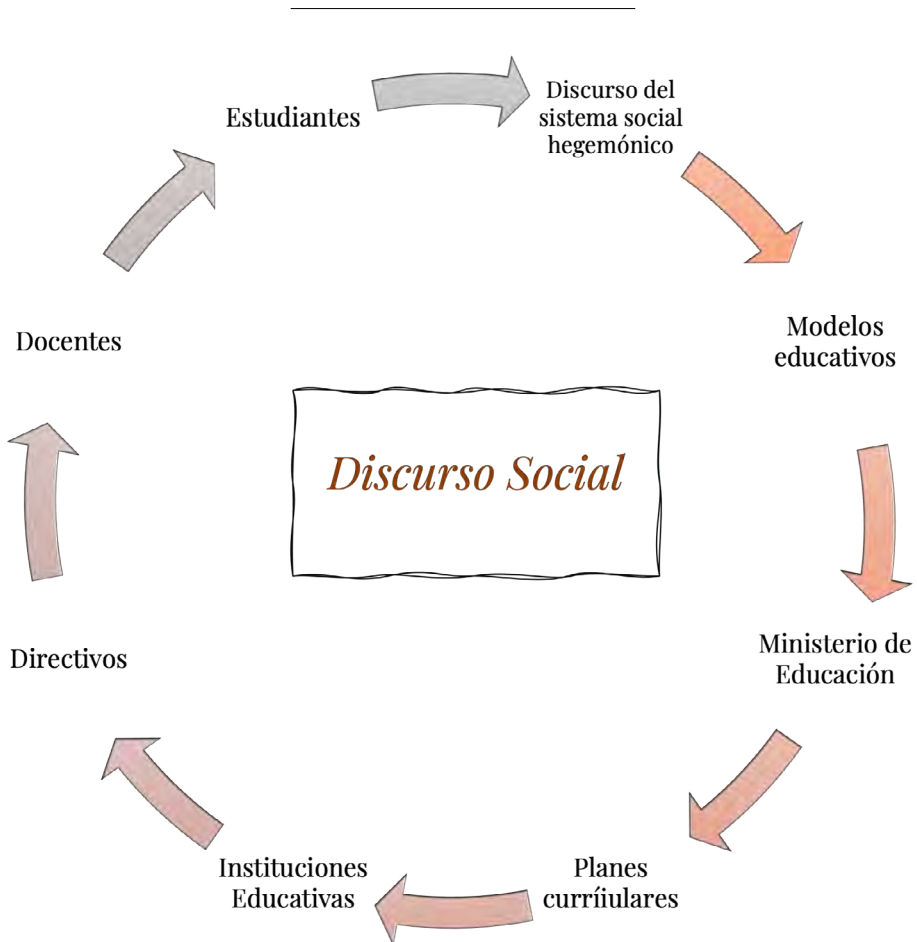 Estudiantes
Discurso del
sistema social
hegemónico
Modelos
educativos
Ministerio de
Educación
Planes
curríiulares
Instituciones
Educativas
Directivos
Docentes
Discurso Social